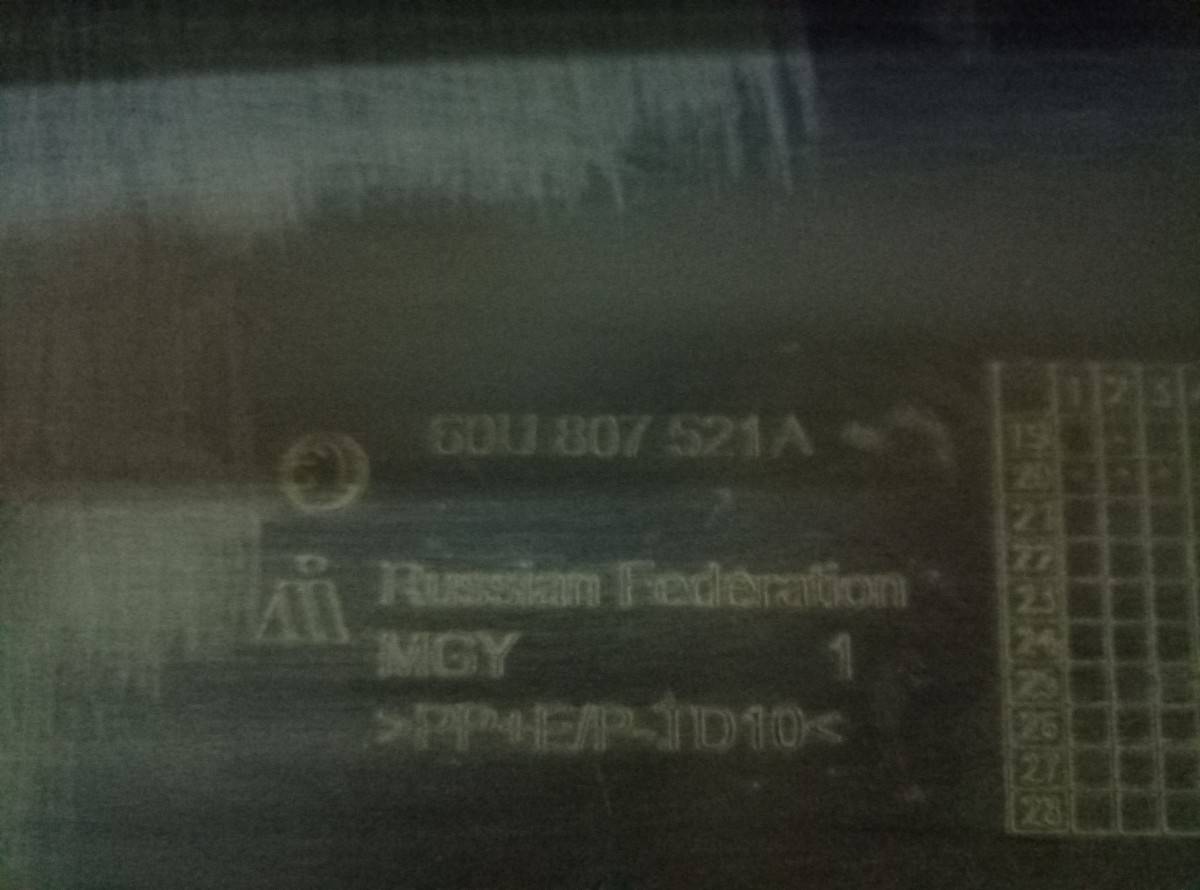 6DU 807 521A
Russian Federation
MGY 1
>PP+E/P-TD10<
1 2 3
19
20
21
22
23
24
25
26
27
28